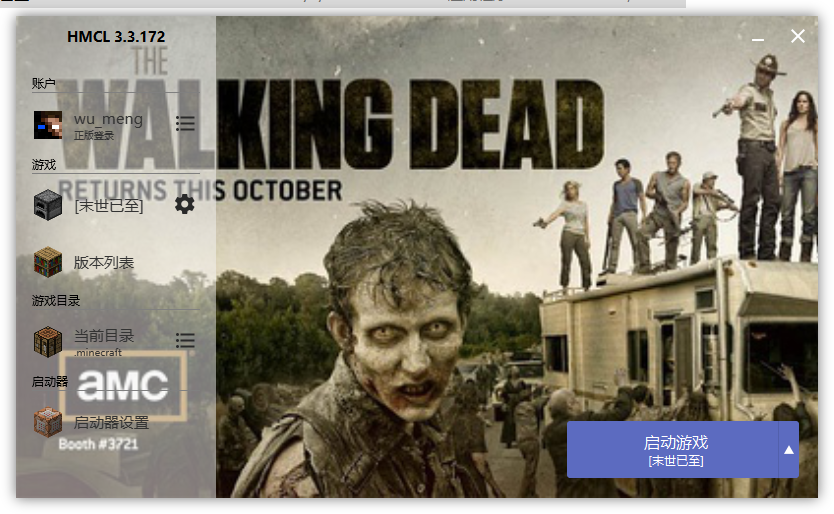 HMCL 3.3.172
THE
WALKING DEAD
RETURNS THIS OCTOBER
账户
wu_meng
正版登录
游戏
[末世已至]
版本列表
游戏目录
当前目录
.minecraft
启动器
aMC
启动器设置
Booth #3721
启动游戏
[末世已至]